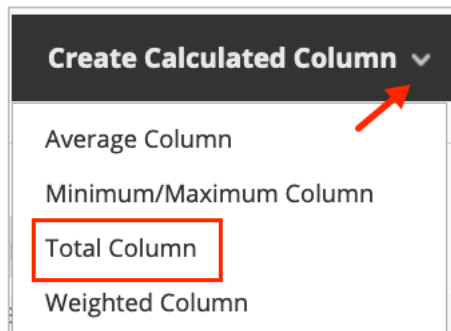 Create Calculated Column
Average Column
Minimum/Maximum Column
Total Column
Weighted Column